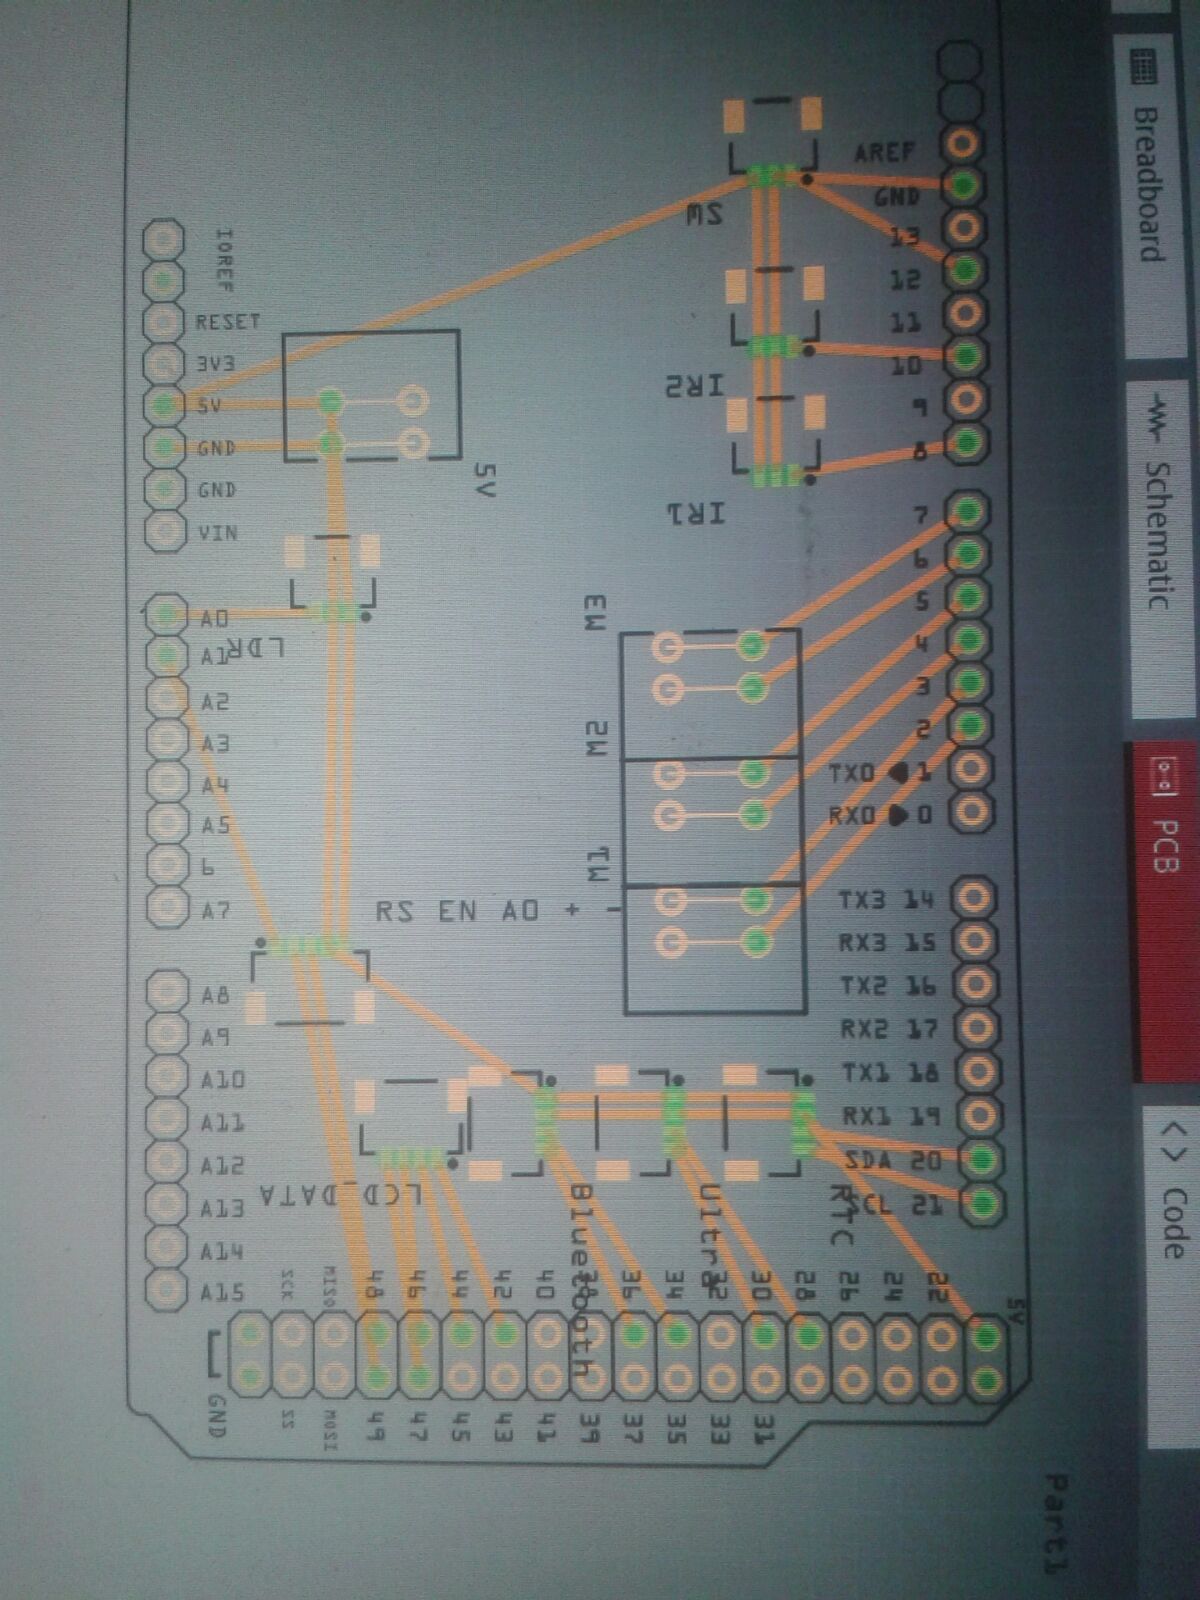 Breadboard
Schematic
PCB
<> Code
AREF
GND
13
12
11
10
9
8
7
6
5
4
3
2
TX0 1
RX0 0
TX3 14
RX3 15
TX2 16
RX2 17
TX1 18
RX1 19
SDA 20
SCL 21
SW
IR2
IR1
M3
M2
M1
RS EN A0 + -
IOREF
RESET
3V3
5V
GND
GND
VIN
5V
LDR
A0
A1
A2
A3
A4
A5
6
A7
A8
A9
A10
A11
A12
A13
A14
A15
LCD_DATA
Bluetooth
Ultra
RTC
SCK
MISO
48
46
44
42
40
38
36
34
32
30
28
26
24
22
5V
GND
SS
MOSI
49
47
45
43
41
39
37
35
33
31
Part1